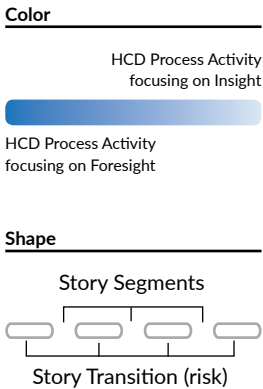 Color
HCD Process Activity
focusing on Insight
HCD Process Activity
focusing on Foresight
Shape
Story Segments
Story Transition (risk)